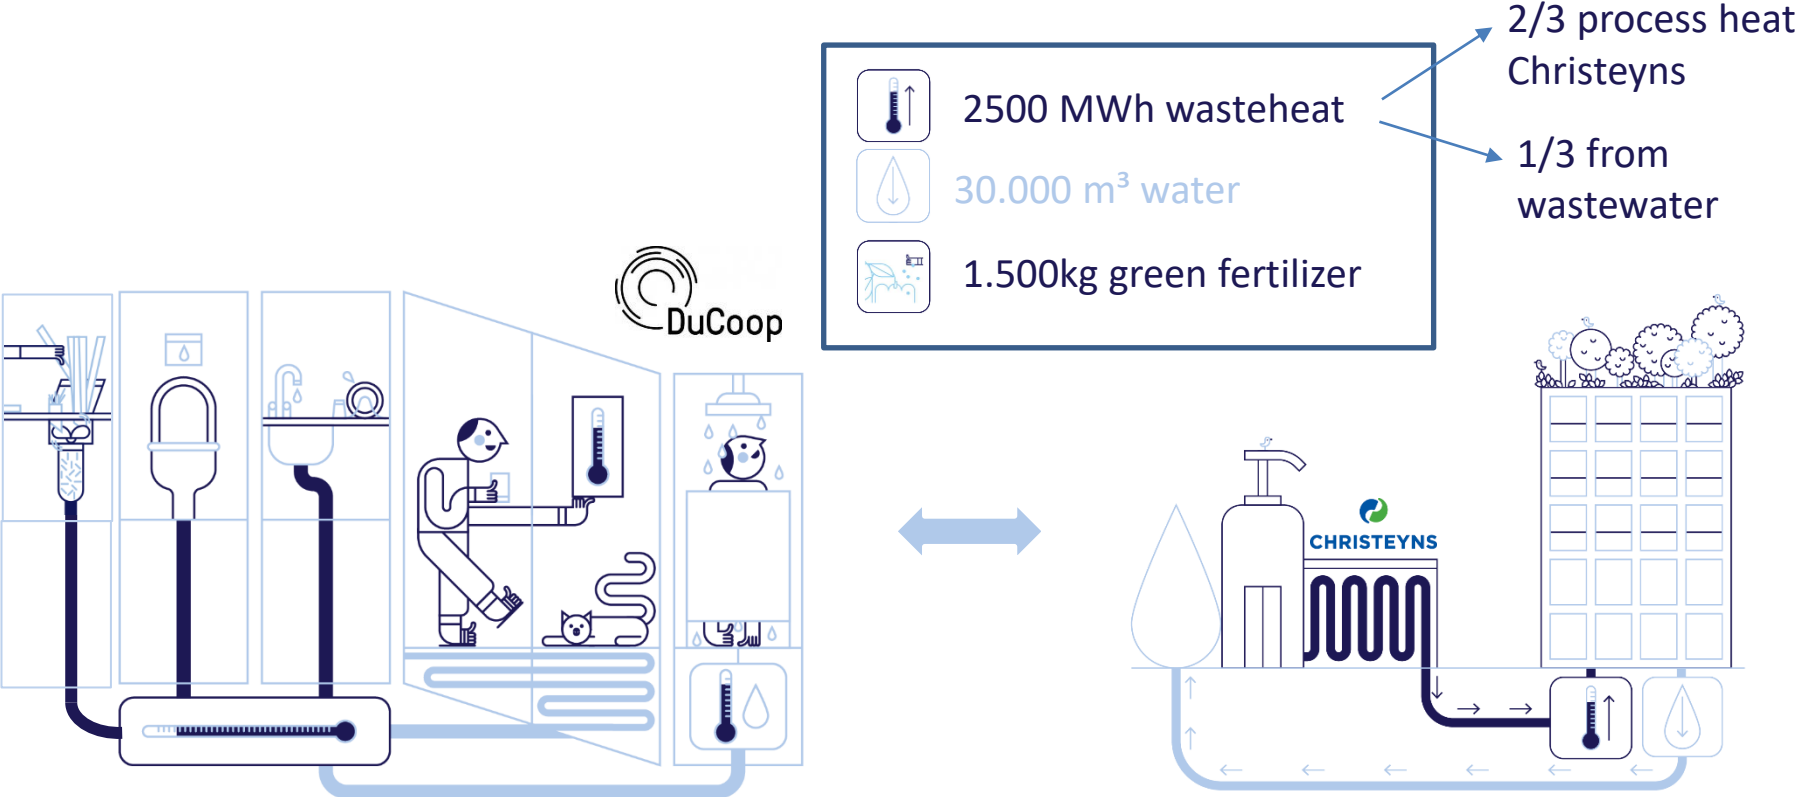 2/3 process heat
Christeyns
2500 MWh wasteheat
1/3 from
wastewater
30.000 m³ water
1.500kg green fertilizer
DuCoop
CHRISTEYNS